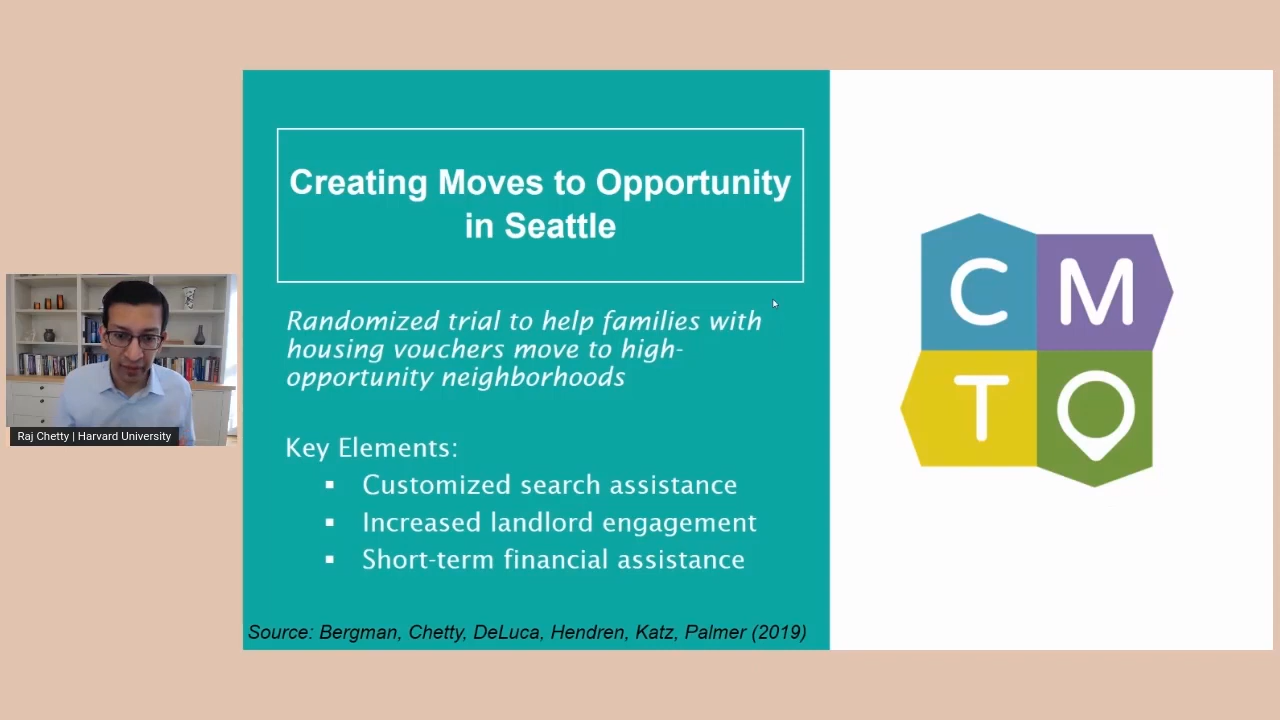 Creating Moves to Opportunity
in Seattle
Randomized trial to help families with
housing vouchers move to high-
opportunity neighborhoods
Key Elements:
▪ Customized search assistance
▪ Increased landlord engagement
▪ Short-term financial assistance
Source: Bergman, Chetty, DeLuca, Hendren, Katz, Palmer (2019)
C M
T O
Raj Chetty | Harvard University